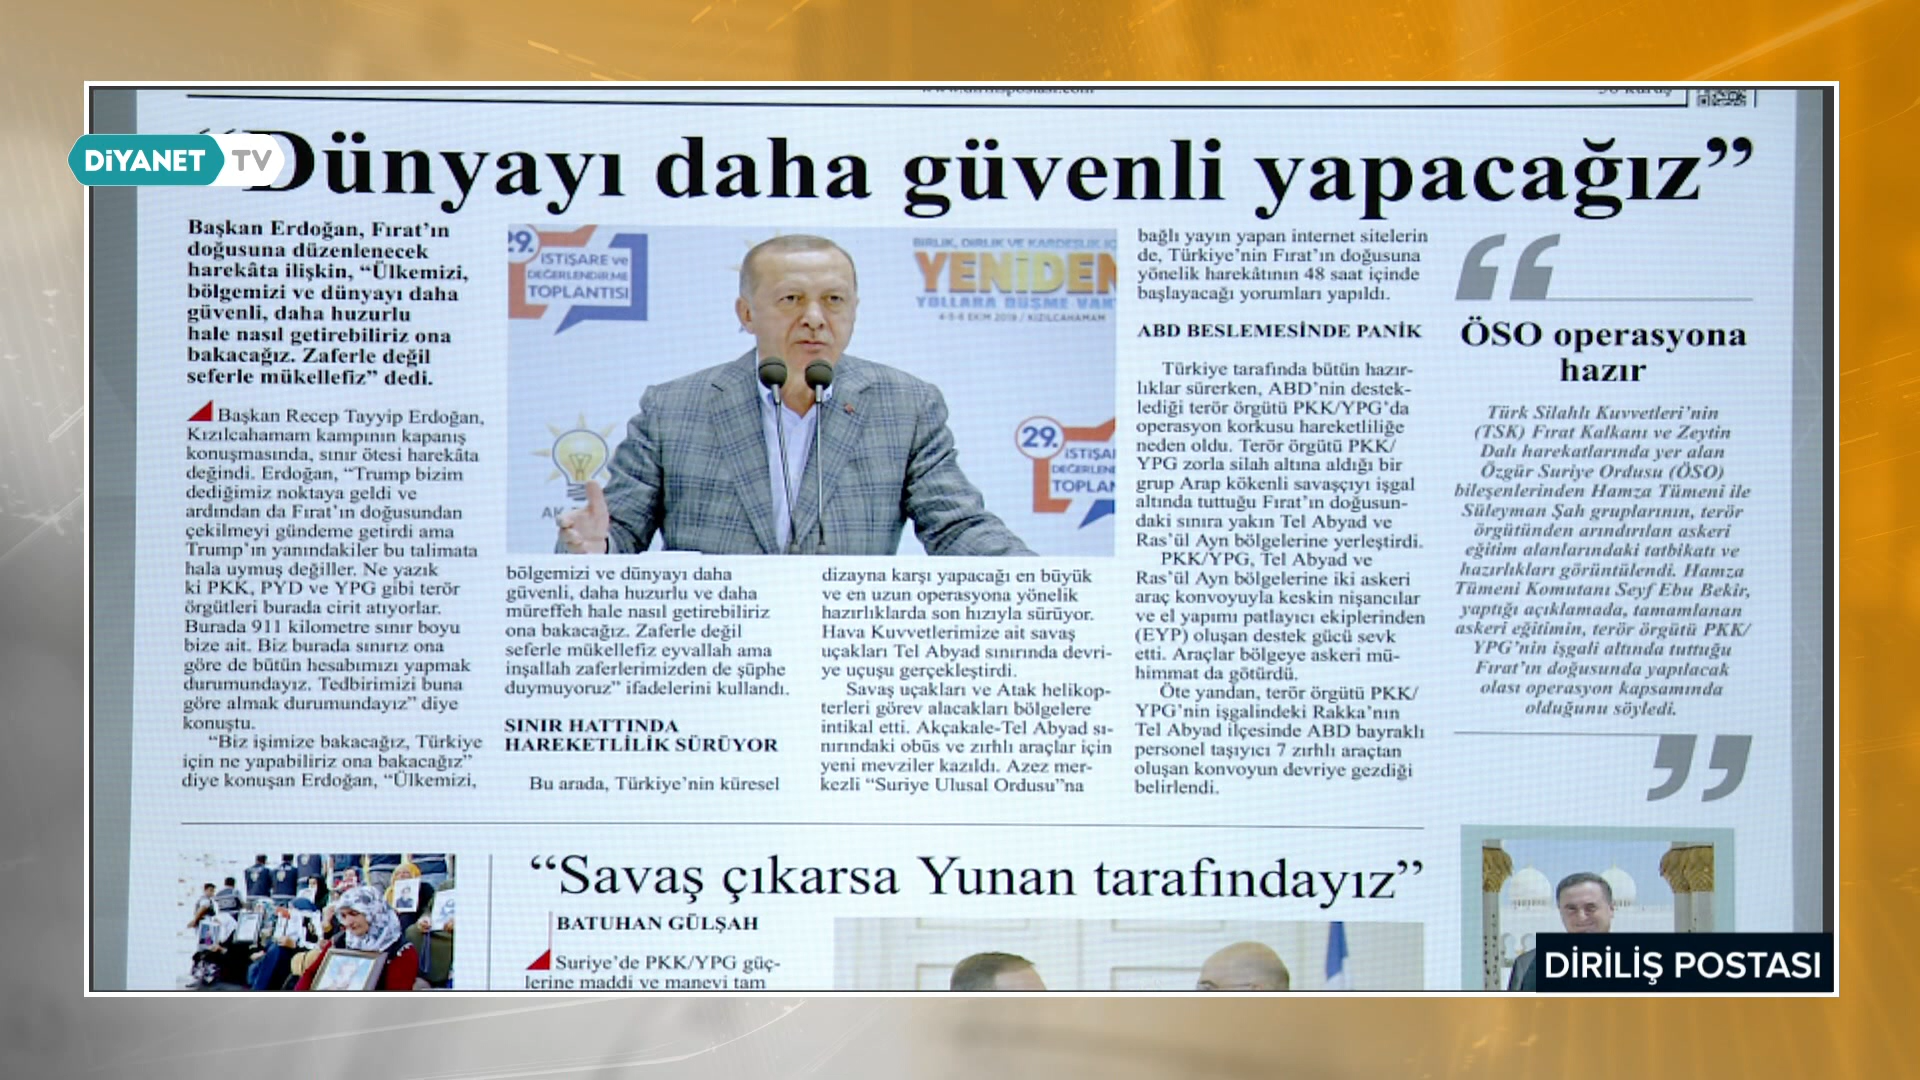 DİYANET TV
"Dünyayı daha güvenli yapacağız"
Başkan Erdoğan, Fırat'ın
doğusuna düzenlenecek
harekâta ilişkin, "Ülkemizi,
bölgemizi ve dünyayı daha
güvenli, daha huzurlu
hale nasıl getirebiliriz ona
bakacağız. Zaferle değil
seferle mükellefiz" dedi.
Başkan Recep Tayyip Erdoğan,
Kızılcahamam kampının kapanış
konuşmasında, sınır ötesi harekâta
değindi. Erdoğan, "Trump bizim
dediğimiz noktaya geldi ve
ardından da Fırat'ın doğusundan
çekilmeyi gündeme getirdi ama
Trump'ın yanındakiler bu talimata
hala uymuş değiller. Ne yazık
ki PKK, PYD ve YPG gibi terör
örgütleri burada cirit atıyorlar.
Burada 911 kilometre sınır boyu
bize ait. Biz burada sınırız ona
göre de bütün hesabımızı yapmak
durumundayız. Tedbirimizi buna
göre almak durumundayız" diye
konuştu.
"Biz işimize bakacağız, Türkiye
için ne yapabiliriz ona bakacağız"
diye konuşan Erdoğan, "Ülkemizi,
29.
İSTİŞARE ve
DEĞERLENDİRME
TOPLANTISI
BİRLİK, DİRLİK VE KARDEŞLİK İÇ
YENİDEN
YOLLARA DÜŞME VAK
4-5-6 EKİM 2019 / KIZILCAHAMAM
AK
29.
İSTİŞA
DEĞERLEN
TOPLAN
bölgemizi ve dünyayı daha
güvenli, daha huzurlu ve daha
müreffeh hale nasıl getirebiliriz
ona bakacağız. Zaferle değil
seferle mükellefiz eyvallah ama
inşallah zaferlerimizden de şüphe
duymuyoruz" ifadelerini kullandı.
SINIR HATTINDA
HAREKETLİLİK SÜRÜYOR
Bu arada, Türkiye'nin küresel
dizayna karşı yapacağı en büyük
ve en uzun operasyona yönelik
hazırlıklarda son hızıyla sürüyor.
Hava Kuvvetlerimize ait savaş
uçakları Tel Abyad sınırında devri-
ye uçuşu gerçekleştirdi.
Savaş uçakları ve Atak helikop-
terleri görev alacakları bölgelere
intikal etti. Akçakale-Tel Abyad sı-
nırındaki obüs ve zırhlı araçlar için
yeni mevziler kazıldı. Azez mer-
kezli "Suriye Ulusal Ordusu"na
bağlı yayın yapan internet sitelerin
de, Türkiye'nin Fırat'ın doğusuna
yönelik harekâtının 48 saat içinde
başlayacağı yorumları yapıldı.
ABD BESLEMESİNDE PANİK
Türkiye tarafında bütün hazır-
lıklar sürerken, ABD'nin destek-
lediği terör örgütü PKK/YPG'da
operasyon korkusu hareketliliğe
neden oldu. Terör örgütü PKK/
YPG zorla silah altına aldığı bir
grup Arap kökenli savaşçıyı işgal
altında tuttuğu Fırat'ın doğusun-
daki sınıra yakın Tel Abyad ve
Ras'ül Ayn bölgelerine yerleştirdi.
PKK/YPG, Tel Abyad ve
Ras'ül Ayn bölgelerine iki askeri
araç konvoyuyla keskin nişancılar
ve el yapımı patlayıcı ekiplerinden
(EYP) oluşan destek gücü sevk
etti. Araçlar bölgeye askeri mü-
himmat da götürdü.
Öte yandan, terör örgütü PKK/
YPG'nin işgalindeki Rakka'nın
Tel Abyad ilçesinde ABD bayraklı
personel taşıyıcı 7 zırhlı araçtan
oluşan konvoyun devriye gezdiği
belirlendi.
ÖSO operasyona
hazır
Türk Silahlı Kuvvetleri'nin
(TSK) Fırat Kalkanı ve Zeytin
Dalı harekatlarında yer alan
Özgür Suriye Ordusu (ÖSO)
bileşenlerinden Hamza Tümeni ile
Süleyman Şah gruplarının, terör
örgütünden arındırılan askeri
eğitim alanlarındaki tatbikatı ve
hazırlıkları görüntülendi. Hamza
Tümeni Komutanı Seyf Ebu Bekir,
yaptığı açıklamada, tamamlanan
askeri eğitimin, terör örgütü PKK/
YPG'nin işgali altında tuttuğu
Fırat'ın doğusunda yapılacak
olası operasyon kapsamında
olduğunu söyledi.
"Savaş çıkarsa Yunan tarafındayız"
BATUHAN GÜLŞAH
Suriye'de PKK/YPG güç-
lerine maddi ve manevi tam
DİRİLİŞ POSTASI